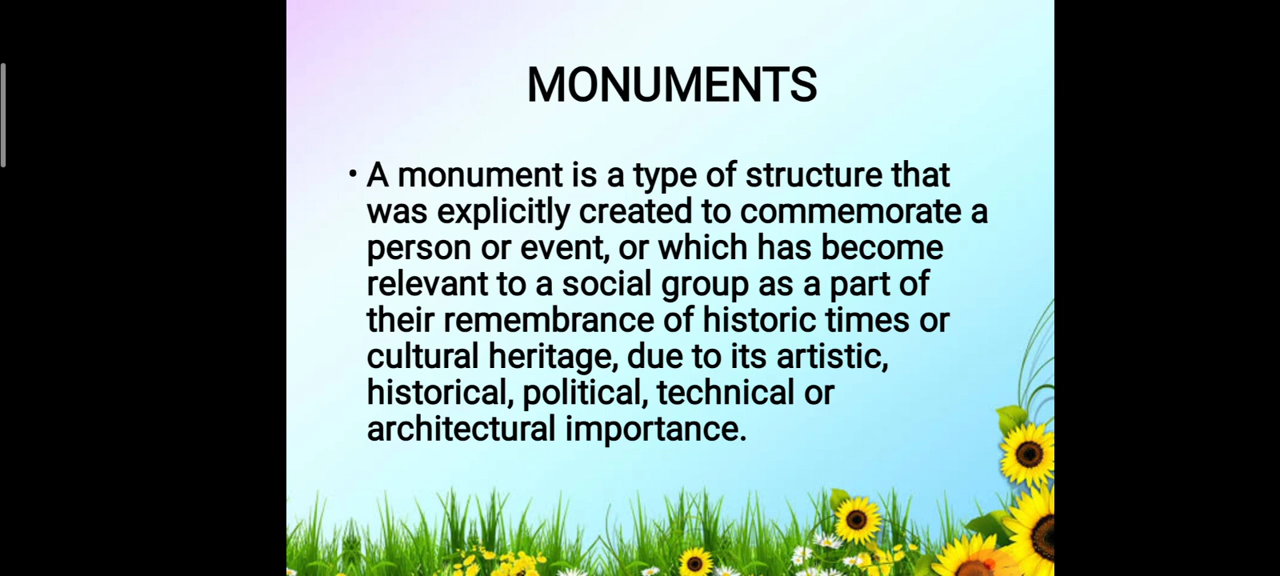 MONUMENTS
• A monument is a type of structure that
was explicitly created to commemorate a
person or event, or which has become
relevant to a social group as a part of
their remembrance of historic times or
cultural heritage, due to its artistic,
historical, political, technical or
architectural importance.